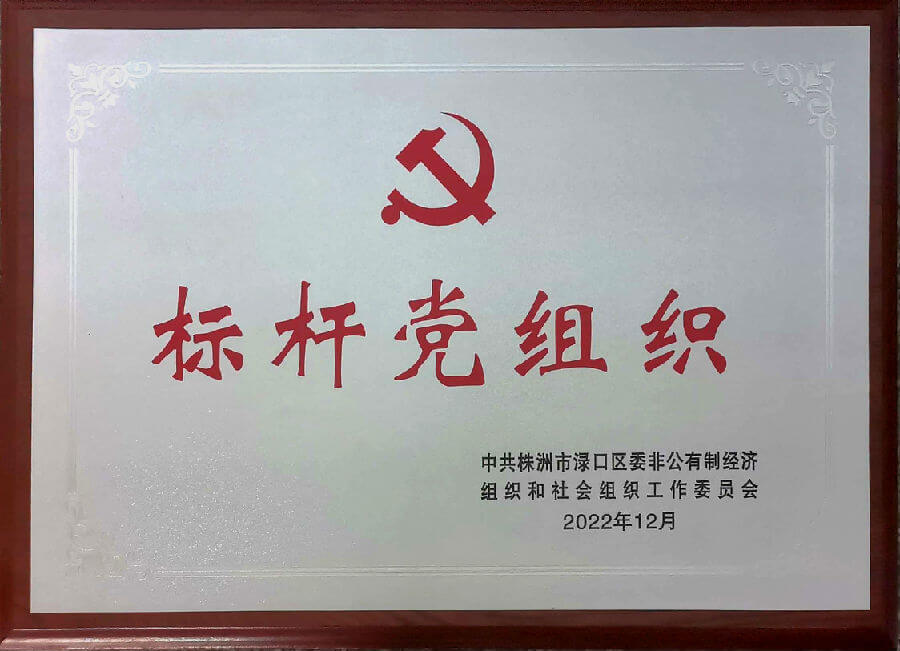 标杆党组织
中共株洲市渌口区委非公有制经济
组织和社会组织工作委员会
2022年12月